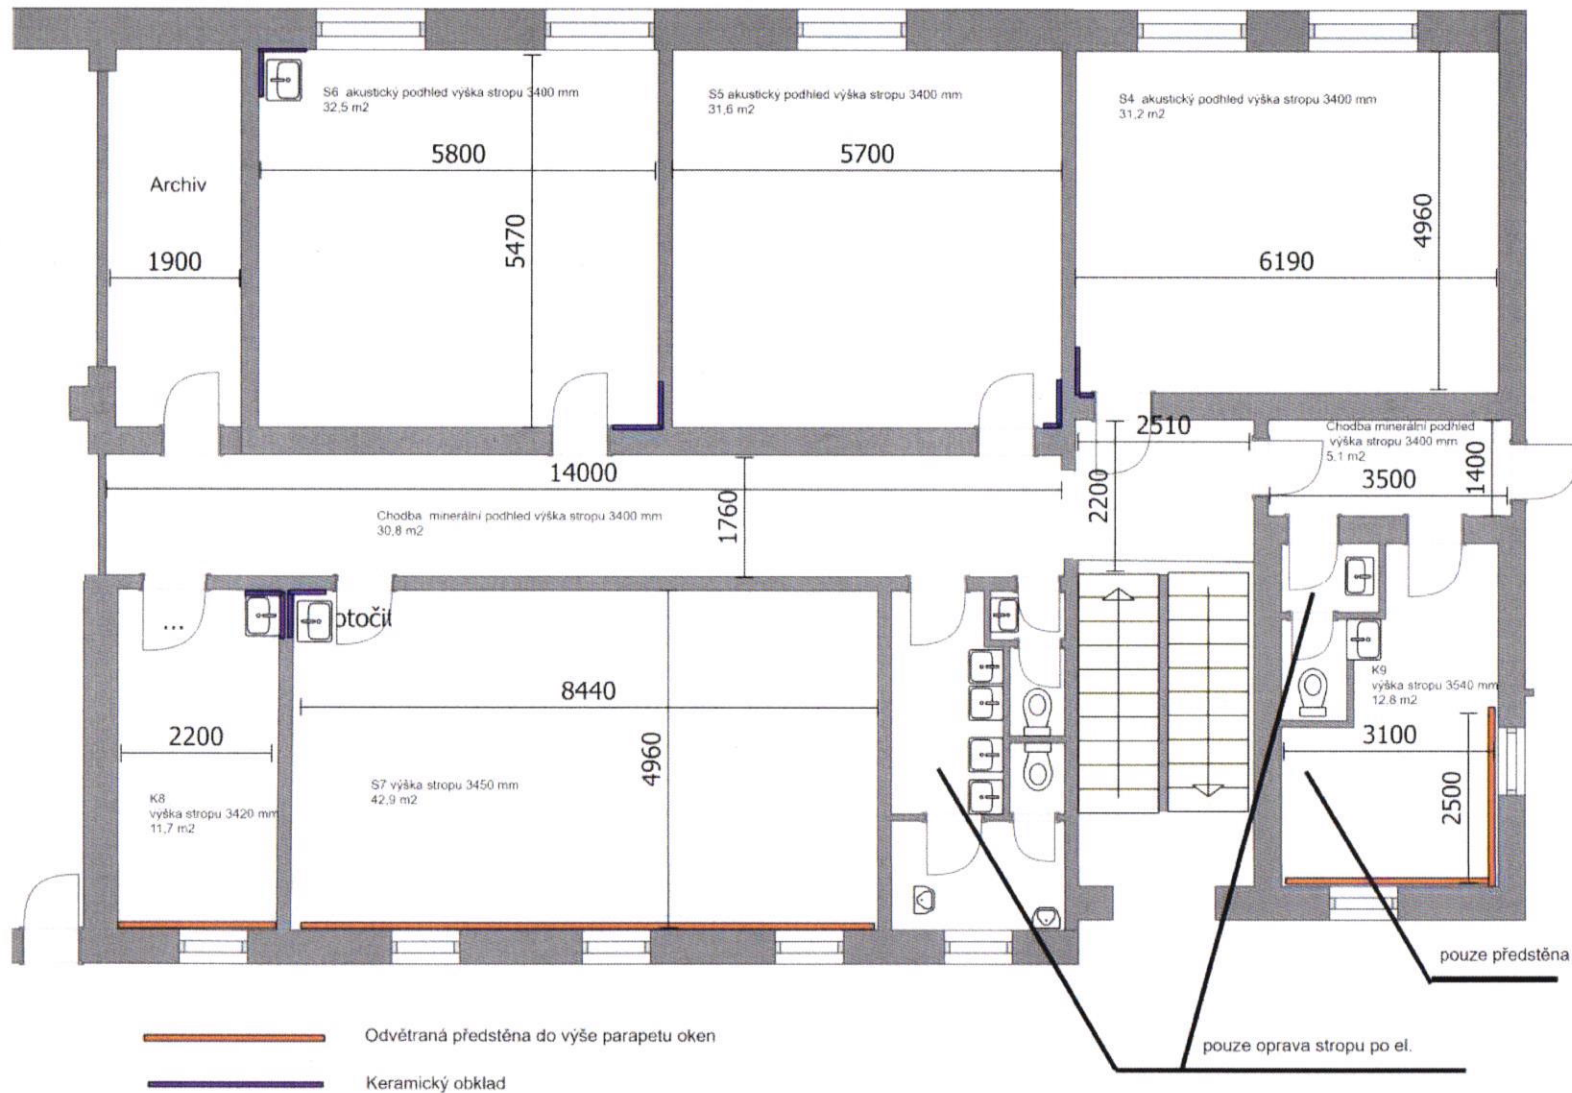 S6 akustický podhled výška stropu 3400 mm
32,5 m2
S5 akustický podhled výška stropu 3400 mm
31,6 m2
S4 akustický podhled výška stropu 3400 mm
31,2 m2
5800
5700
Archiv
5470
4960
1900
6190
2510
Chodba minerální podhled
výška stropu 3400 mm
5.1 m2
14000
2200
3500
1400
Chodba minerální podhled výška stropu 3400 mm
30,8 m2
1760
...
otočit
8440
4960
K9
výška stropu 3540 mm
12.8 m2
2200
3100
S7 výška stropu 3450 mm
42,9 m2
2500
K8
vyška stropu 3420 mm
11,7 m2
pouze předstěna
Odvětraná předstěna do výše parapetu oken
pouze oprava stropu po el.
Keramický obklad